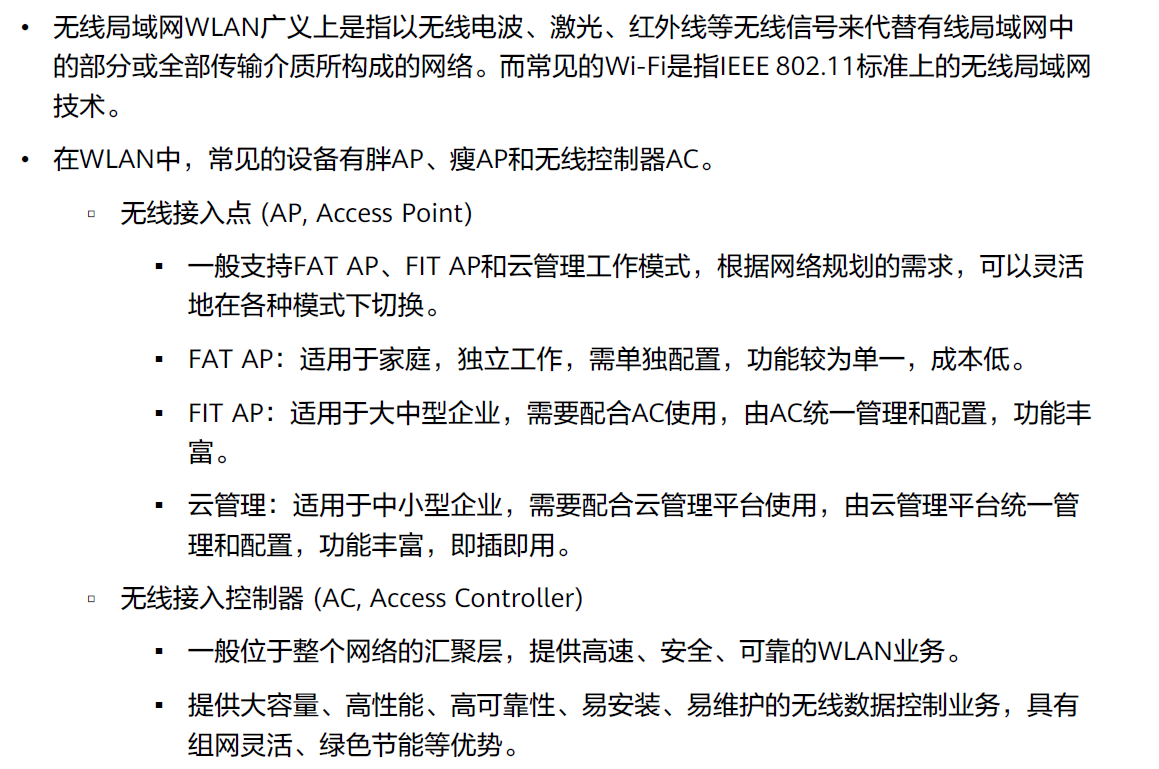 • 无线局域网WLAN广义上是指以无线电波、激光、红外线等无线信号来代替有线局域网中
的部分或全部传输介质所构成的网络。而常见的Wi-Fi是指IEEE 802.11标准上的无线局域网
技术。
• 在WLAN中，常见的设备有胖AP、瘦AP和无线控制器AC。
▫ 无线接入点 (AP, Access Point)
▪ 一般支持FAT AP、FIT AP和云管理工作模式，根据网络规划的需求，可以灵活
地在各种模式下切换。
▪ FAT AP：适用于家庭，独立工作，需单独配置，功能较为单一，成本低。
▪ FIT AP：适用于大中型企业，需要配合AC使用，由AC统一管理和配置，功能丰
富。
▪ 云管理：适用于中小型企业，需要配合云管理平台使用，由云管理平台统一管
理和配置，功能丰富，即插即用。
▫ 无线接入控制器 (AC, Access Controller)
▪ 一般位于整个网络的汇聚层，提供高速、安全、可靠的WLAN业务。
▪ 提供大容量、高性能、高可靠性、易安装、易维护的无线数据控制业务，具有
组网灵活、绿色节能等优势。